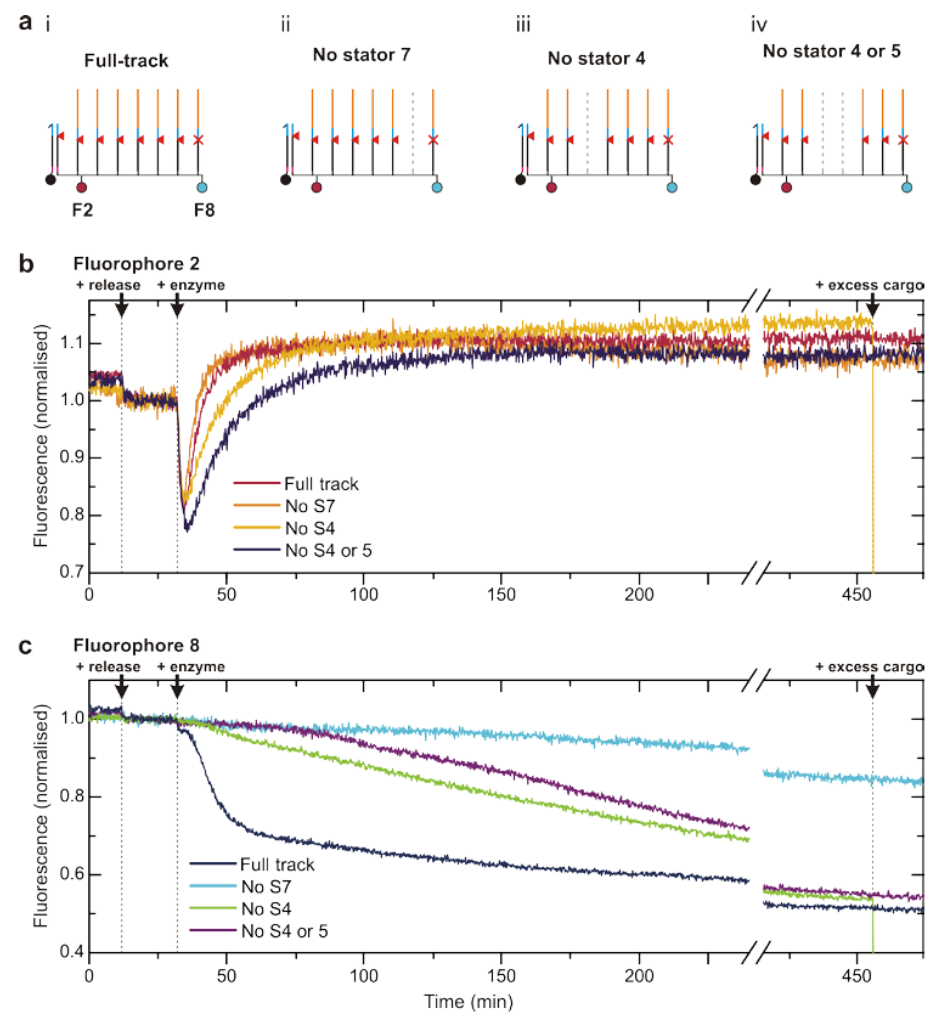 a i ii iii iv
Full-track No stator 7 No stator 4 No stator 4 or 5
F2 F8
b Fluorophore 2
+ release + enzyme + excess cargo
Fluorescence (normalised)
1.1
1.0
0.9
0.8
0.7
Full track
No S7
No S4
No S4 or 5
0 50 100 150 200 450
c Fluorophore 8
+ release + enzyme + excess cargo
Fluorescence (normalised)
1.0
0.8
0.6
0.4
Full track
No S7
No S4
No S4 or 5
0 50 100 150 200 450
Time (min)